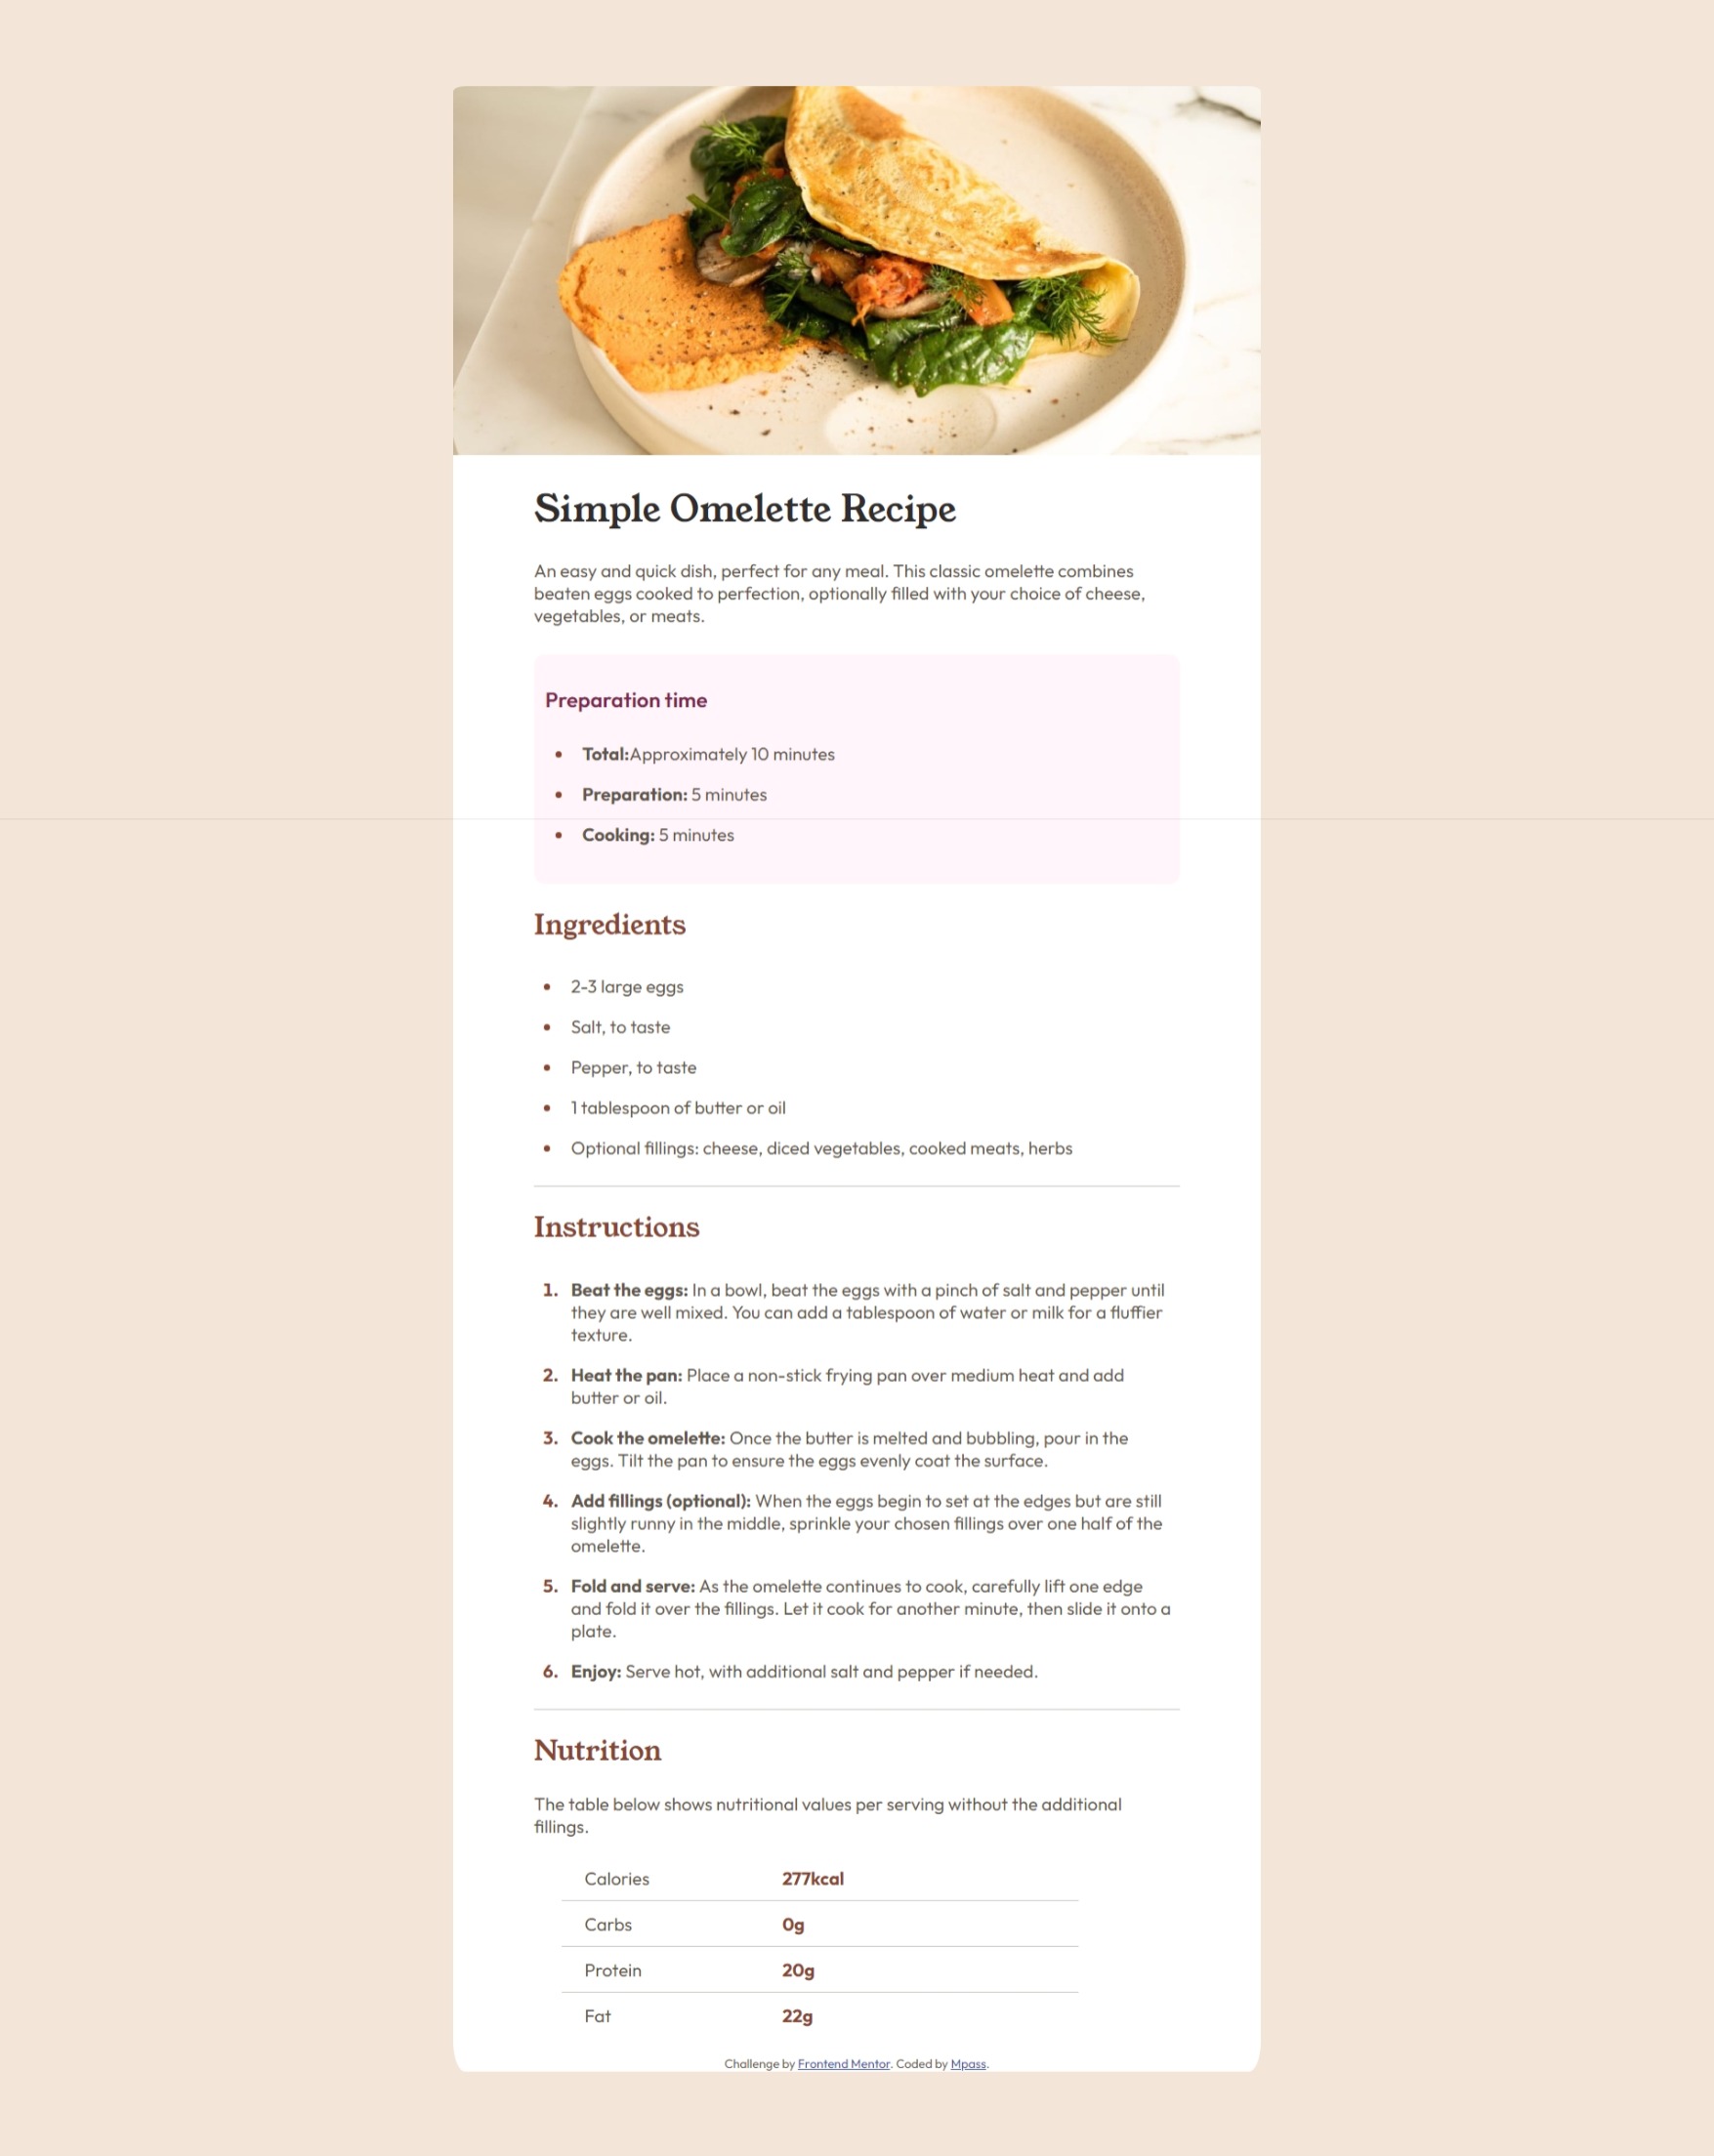 Simple Omelette Recipe
An easy and quick dish, perfect for any meal. This classic omelette combines
beaten eggs cooked to perfection, optionally filled with your choice of cheese,
vegetables, or meats.
Preparation time
• Total:Approximately 10 minutes
• Preparation: 5 minutes
• Cooking: 5 minutes
Ingredients
• 2-3 large eggs
• Salt, to taste
• Pepper, to taste
• 1 tablespoon of butter or oil
• Optional fillings: cheese, diced vegetables, cooked meats, herbs
Instructions
1. Beat the eggs: In a bowl, beat the eggs with a pinch of salt and pepper until
they are well mixed. You can add a tablespoon of water or milk for a fluffier
texture.
2. Heat the pan: Place a non-stick frying pan over medium heat and add
butter or oil.
3. Cook the omelette: Once the butter is melted and bubbling, pour in the
eggs. Tilt the pan to ensure the eggs evenly coat the surface.
4. Add fillings (optional): When the eggs begin to set at the edges but are still
slightly runny in the middle, sprinkle your chosen fillings over one half of the
omelette.
5. Fold and serve: As the omelette continues to cook, carefully lift one edge
and fold it over the fillings. Let it cook for another minute, then slide it onto a
plate.
6. Enjoy: Serve hot, with additional salt and pepper if needed.
Nutrition
The table below shows nutritional values per serving without the additional
fillings.
Calories 277kcal
Carbs 0g
Protein 20g
Fat 22g
Challenge by Frontend Mentor. Coded by Mpass.